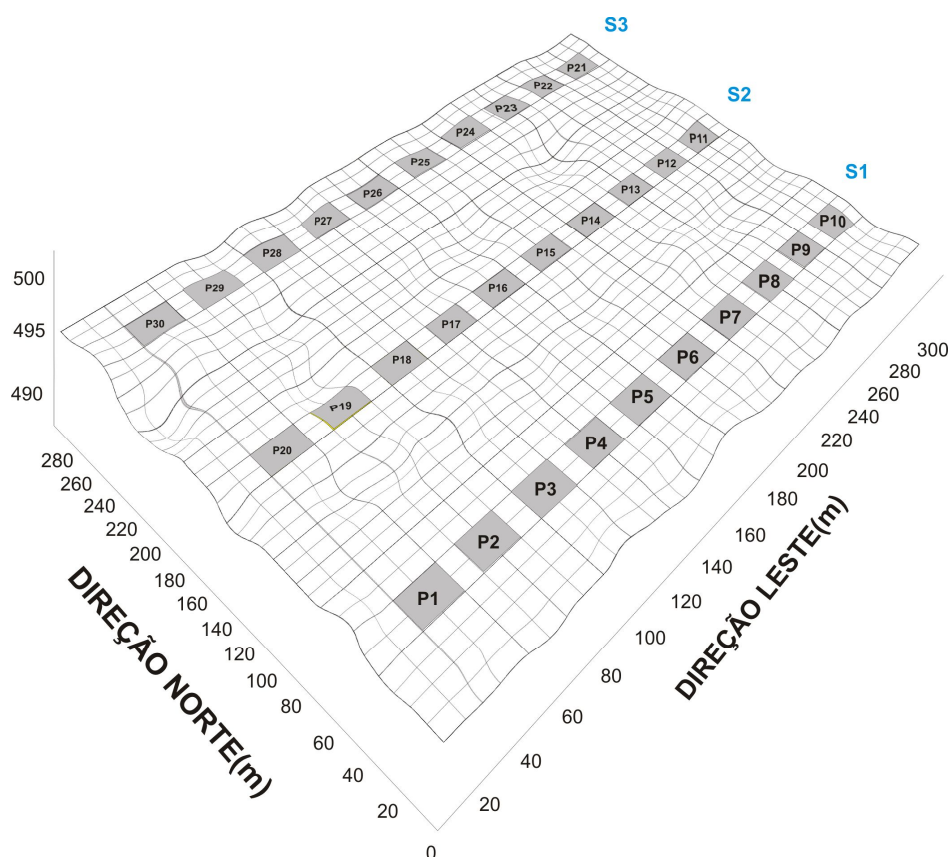 S3
S2
S1
P21
P22
P23
P24
P25
P26
P27
P28
P29
P30
P11
P12
P13
P14
P15
P16
P17
P18
P19
P20
P10
P9
P8
P7
P6
P5
P4
P3
P2
P1
500
495
490
280
260
240
220
200
180
160
140
120
100
80
60
40
20
0
DIREÇÃO NORTE(m)
20
40
60
80
100
120
140
160
180
200
220
240
260
280
300
DIREÇÃO LESTE(m)